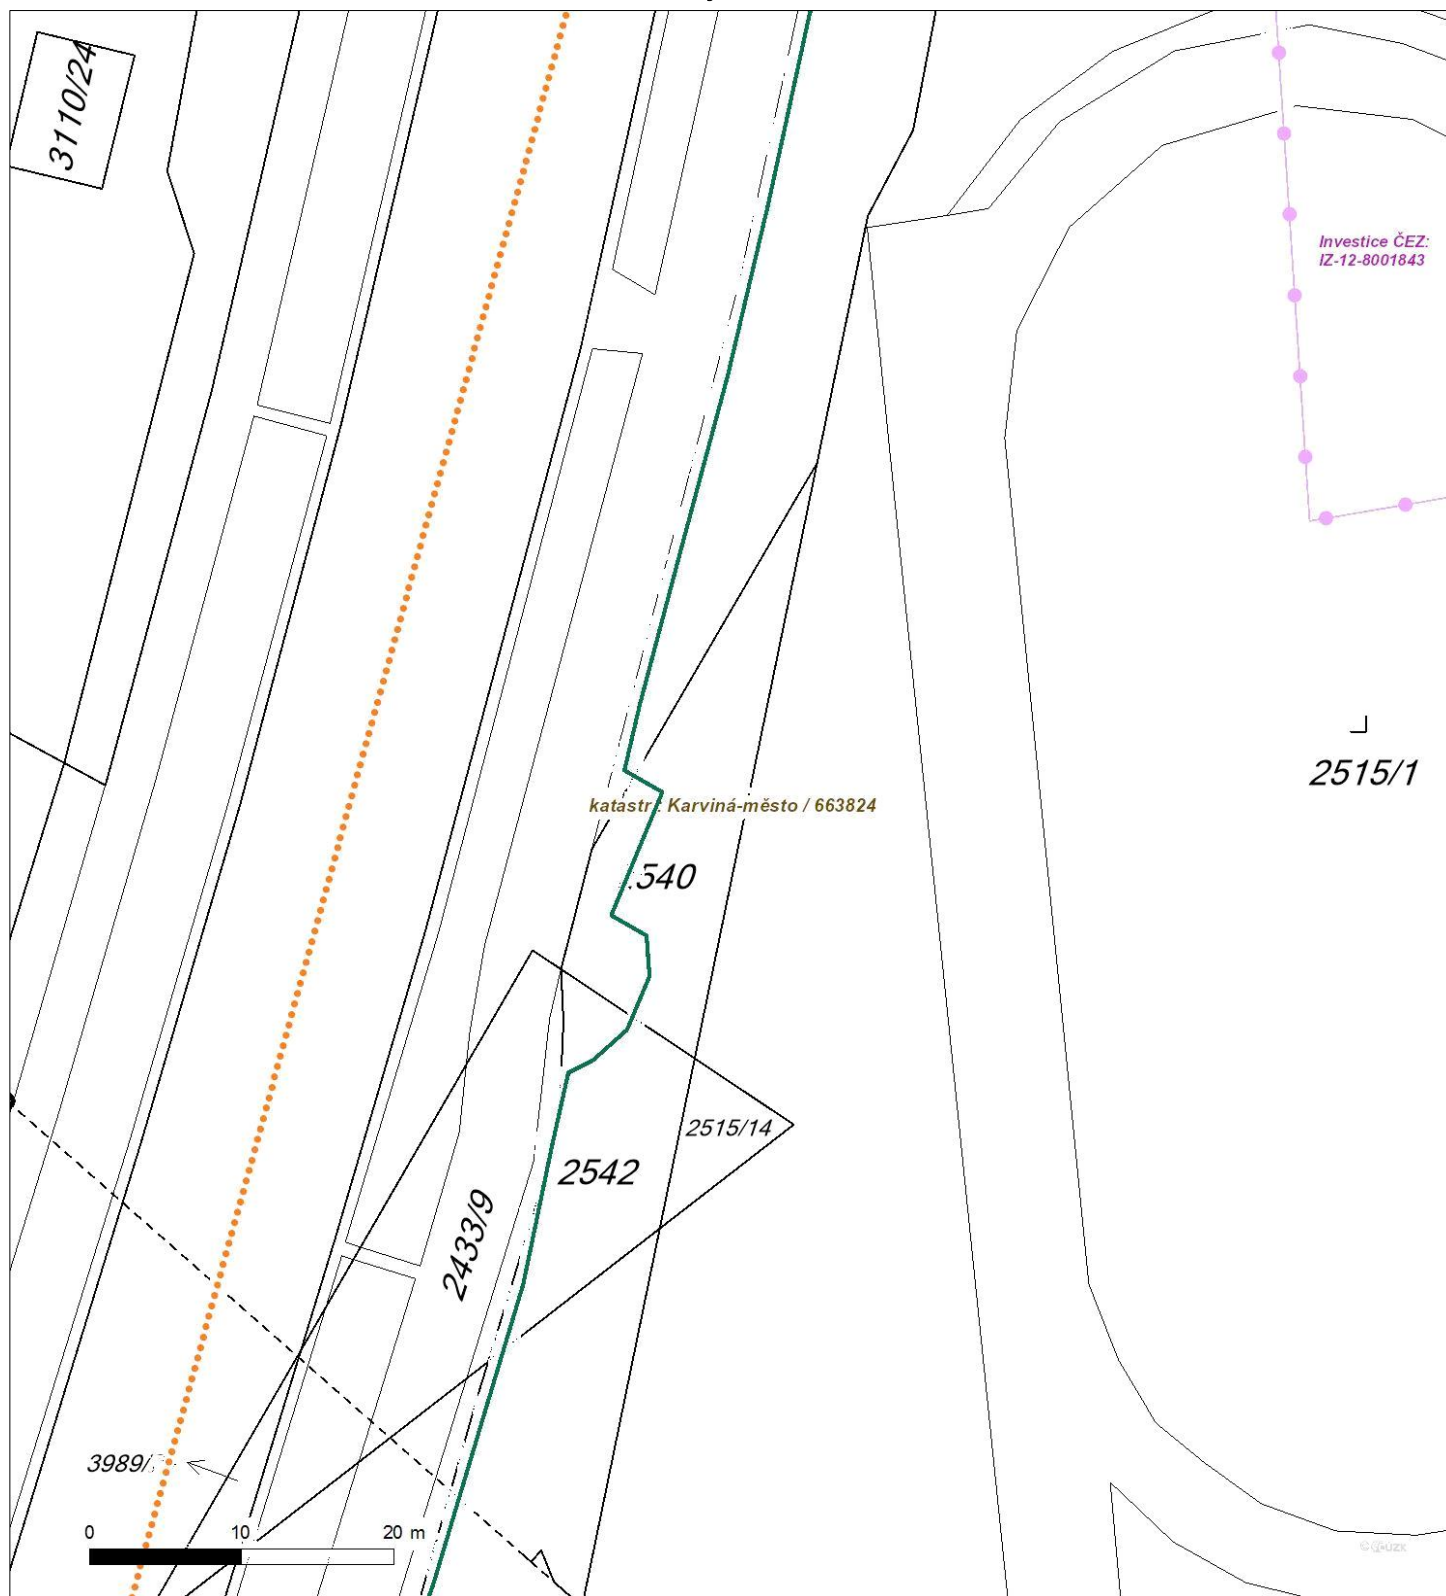 3110/24
Investice ČEZ:
IZ-12-8001843
2515/1
katastr: Karviná-město / 663824
540
2515/14
2542
2433/9
3989/
0 10 20 m